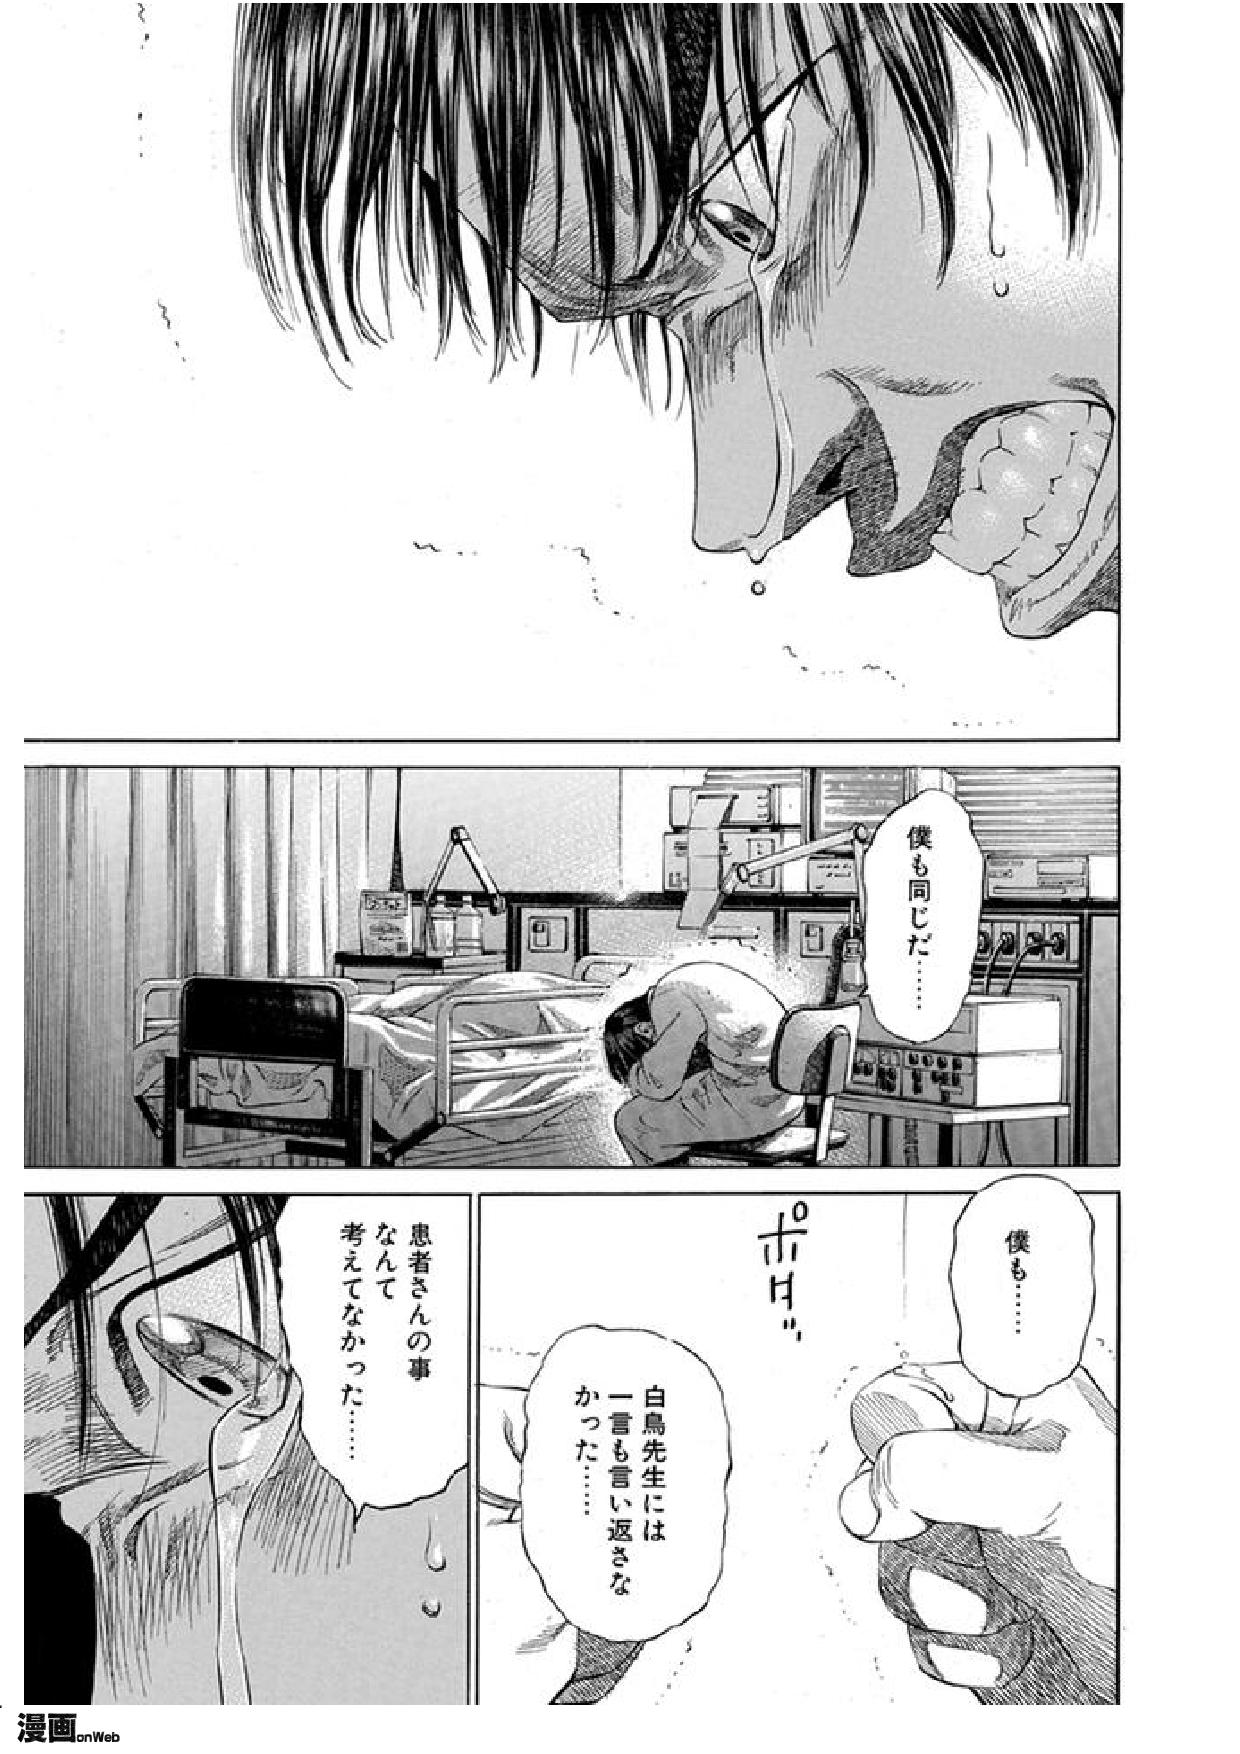 僕も同じだ……
僕も……
ポロッ
白鳥先生には
一言も言い返さな
かった……
患者さんの事
なんて
考えてなかった……
漫画onWeb